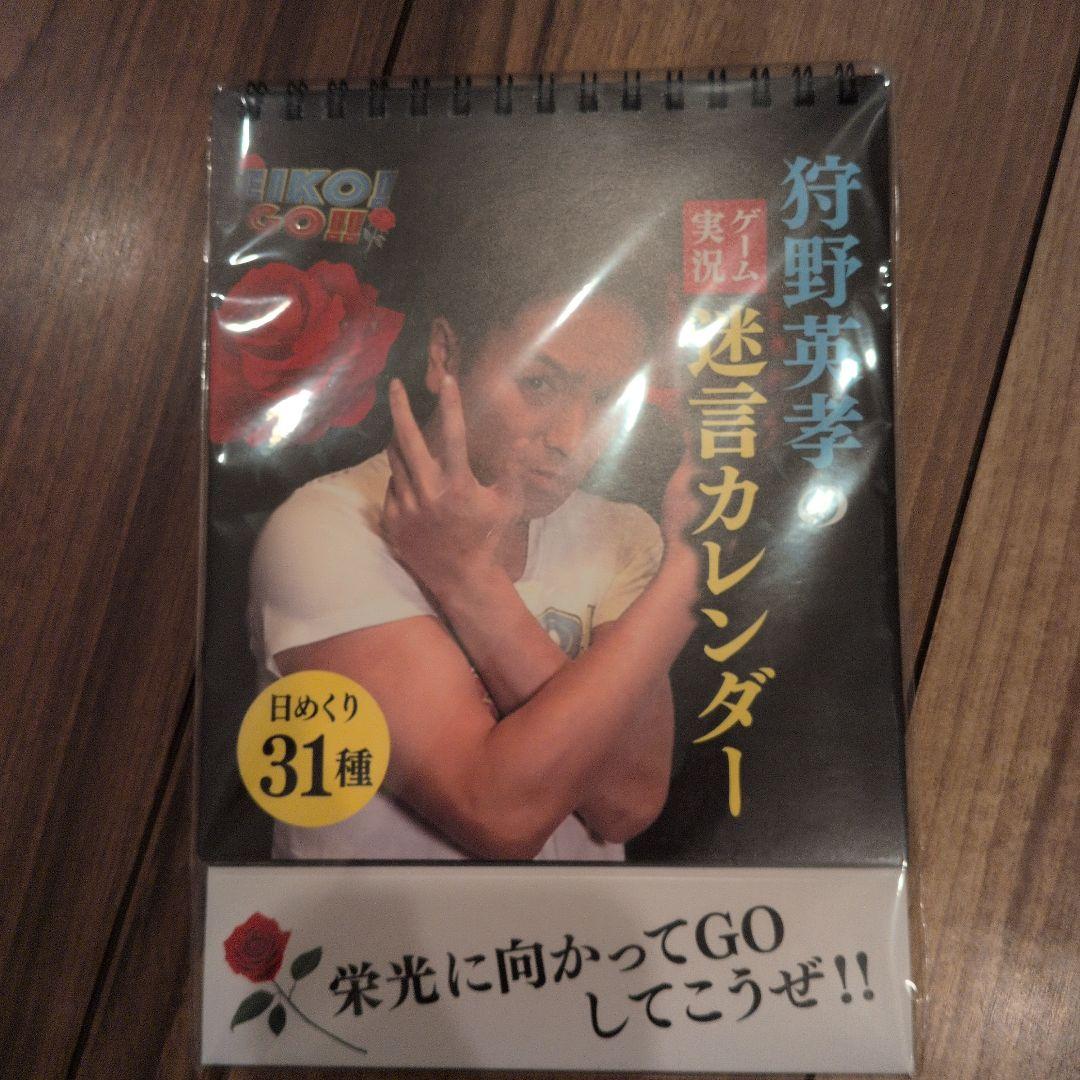 EIKO!
GO!!
狩野英孝の
ゲーム
実況
迷言カレンダー
日めくり
31種
栄光に向かってGO
してこうぜ!!